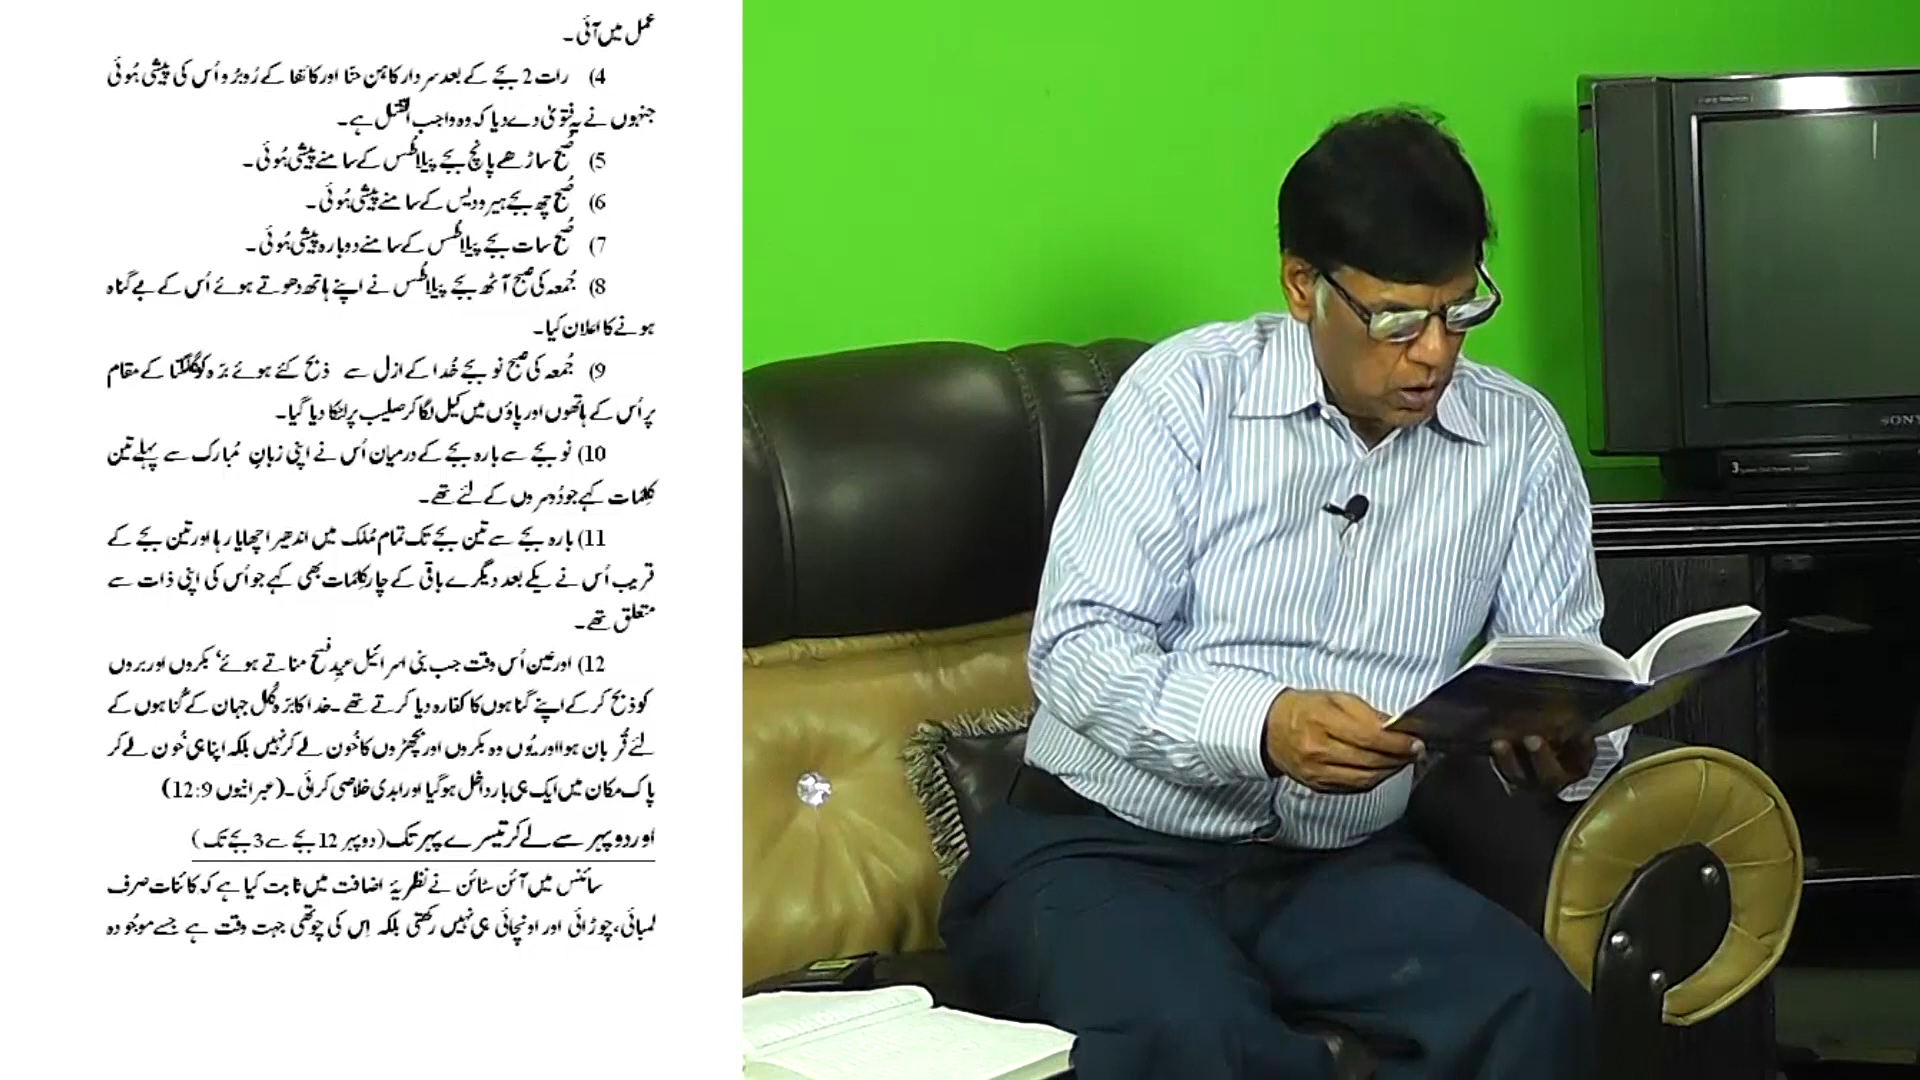 عمل میں آئی۔
4) رات 2 بجے کے بعد سردار کاہن حنّا اور کائفا کے رُوبرُو اُس کی پیشی ہُوئی
جنہوں نے یہ فتویٰ دے دیا کہ وہ واجب القتل ہے۔
5) صُبح ساڑھے پانچ بجے پیلاطُس کے سامنے پیشی ہُوئی۔
6) صُبح چھ بجے ہیرودیس کے سامنے پیشی ہُوئی۔
7) صُبح سات بجے پیلاطُس کے سامنے دوبارہ پیشی ہُوئی۔
8) جُمعہ کی صبح آٹھ بجے پیلاطُس نے اپنے ہاتھ دھوتے ہوئے اُس کے بے گناہ
ہونے کا اعلان کیا۔
9) جُمعہ کی صبح نو بجے خُدا کے ازل سے ذبح کئے ہوئے برّہ کو گلگتا کے مقام
پر اُس کے ہاتھوں اور پاؤں میں کیل لگا کر صلیب پر لٹکا دیا گیا۔
10) نو بجے سے بارہ بجے کے درمیان اُس نے اپنی زبانِ مُبارک سے پہلے تین
کلِمات کہے جو دُوسروں کے لئے تھے۔
11) بارہ بجے سے تین بجے تک تمام مُلک میں اندھیرا چھایا رہا اور تین بجے کے
قریب اُس نے یکے بعد دیگرے باقی کے چار کلِمات بھی کہے جو اُس کی اپنی ذات سے
متعلق تھے۔
12) اور عین اُس وقت جب بنی اسرائیل عیدِ فسح مناتے ہوئے' بکروں اور بروں
کو ذبح کر کے اپنے گناہوں کا کفارہ دیا کرتے تھے۔ خدا کا برّہ کُل جہان کے گُناہوں کے
لئے قُربان ہوا اور یُوں وہ بکروں اور بچھڑوں کا خُون لے کر نہیں بلکہ اپنا ہی خُون لے کر
پاک مکان میں ایک ہی بار داخل ہو گیا اور ابدی خلاصی کرائی۔ (عبرانیوں 12:9)
اور دوپہر سے لے کر تیسرے پہر تک (دوپہر 12 بجے سے 3 بجے تک)
سائنس میں آئن سٹائن نے نظریۂ اضافت میں ثابت کیا ہے کہ کائنات صرف
لمبائی، چوڑائی اور اونچائی ہی نہیں رکھتی بلکہ اِس کی چوتھی جہت وقت ہے جسے موجُودہ
SONY